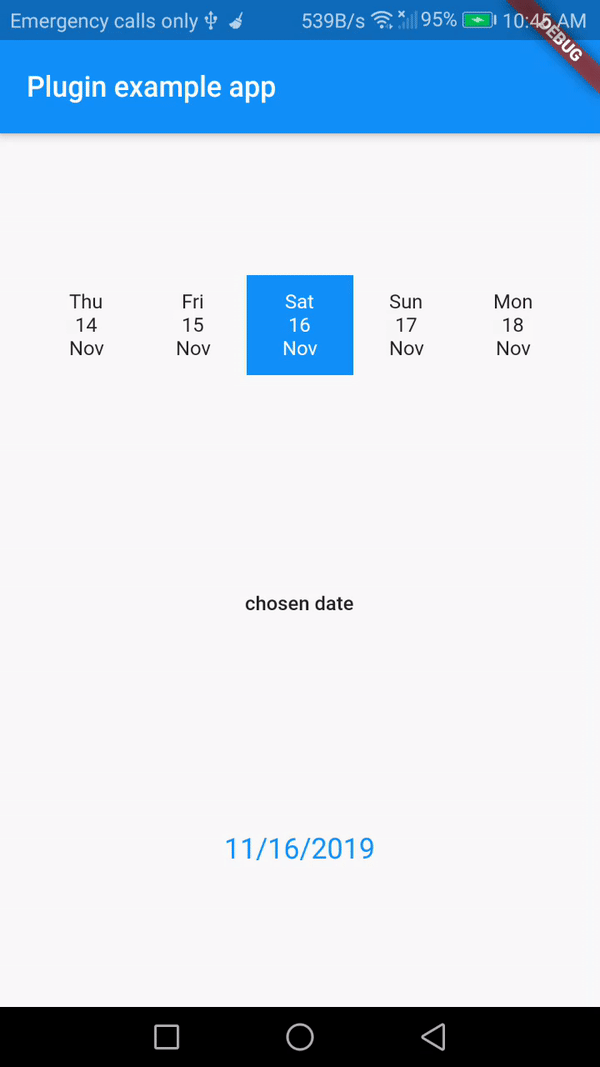 Emergency calls only 539B/s 95% 10:45 AM
DEBUG
Plugin example app
Thu Fri Sat Sun Mon
14 15 16 17 18
Nov Nov Nov Nov Nov
chosen date
11/16/2019